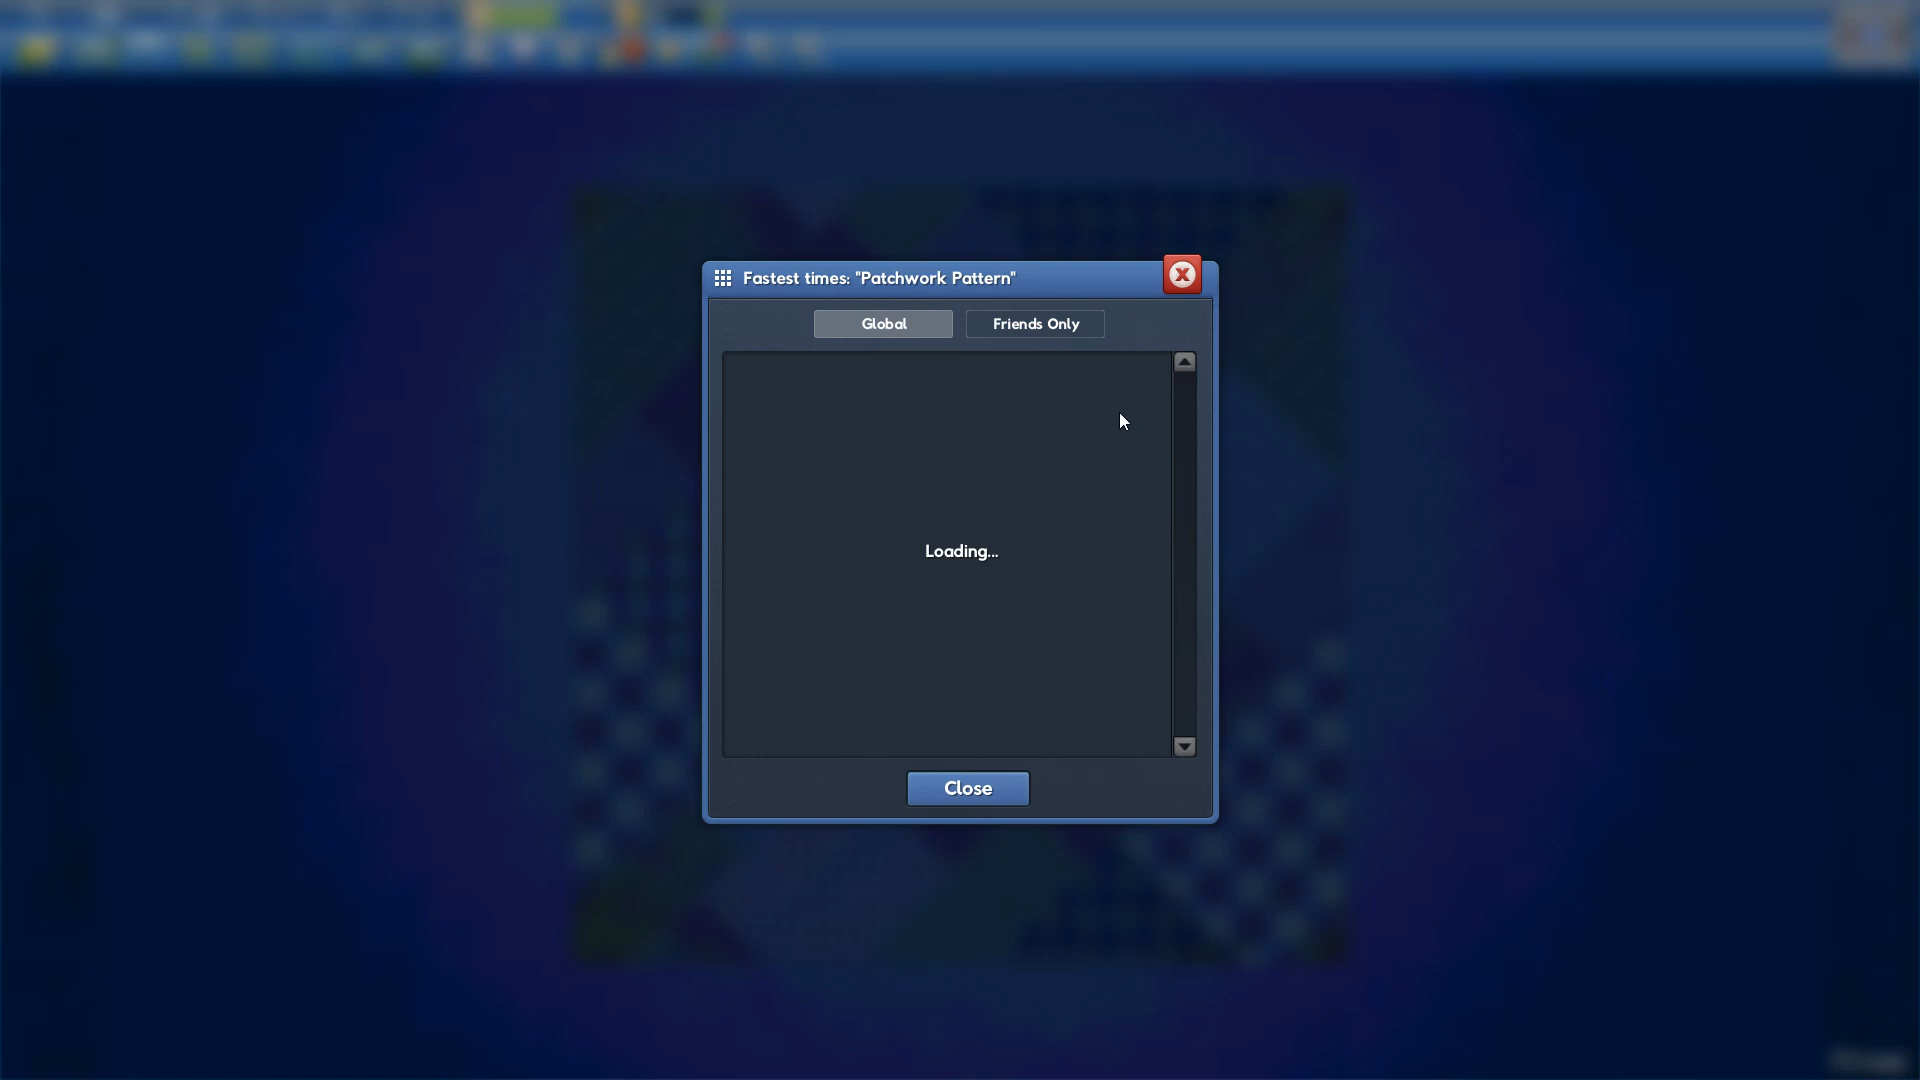 Fastest times: "Patchwork Pattern"
Global
Friends Only
Loading...
Close